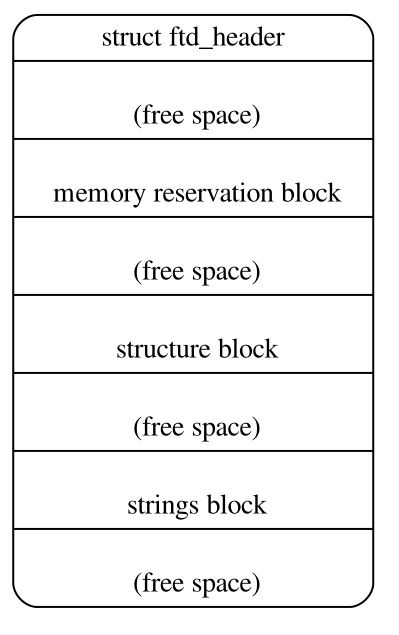 struct ftd_header
(free space)
memory reservation block
(free space)
structure block
(free space)
strings block
(free space)